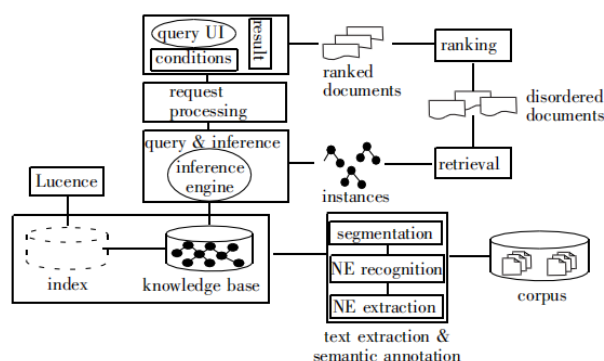 query UI
conditions
result
ranked
documents
ranking
disordered
documents
request
processing
query & inference
inference
engine
instances
retrieval
Lucence
index
knowledge base
segmentation
NE recognition
NE extraction
text extraction &
semantic annotation
corpus